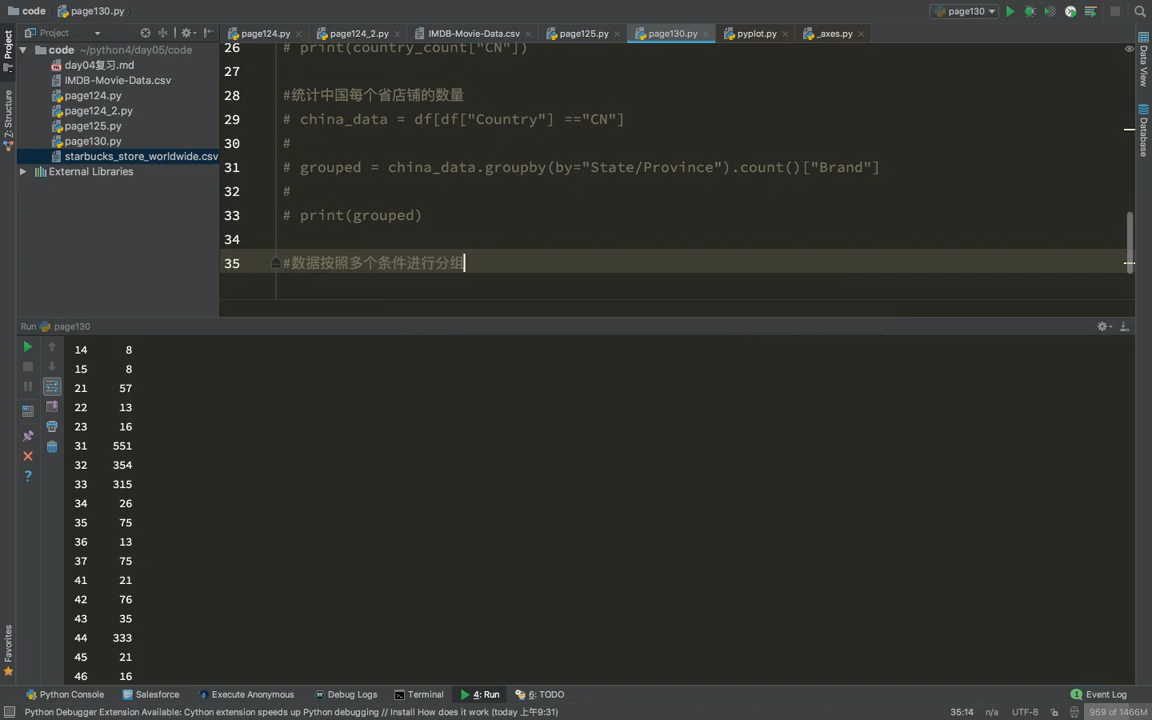 code
page130.py
page130
Project
page124.py
page124_2.py
IMDB-Movie-Data.csv
page125.py
page130.py
pyplot.py
_axes.py
1: Project
Z: Structure
Favorites
code ~/python4/day05/code
day04复习.md
IMDB-Movie-Data.csv
page124.py
page124_2.py
page125.py
page130.py
starbucks_store_worldwide.csv
External Libraries
26 # print(country_count["CN"])
27
28 #统计中国每个省店铺的数量
29 # china_data = df[df["Country"] =="CN"]
30 #
31 # grouped = china_data.groupby(by="State/Province").count()["Brand"]
32 #
33 # print(grouped)
34
35 #数据按照多个条件进行分组
Data View
Database
Run page130
14 8
15 8
21 57
22 13
23 16
31 551
32 354
33 315
34 26
35 75
36 13
37 75
41 21
42 76
43 35
44 333
45 21
46 16
Python Console
Salesforce
Execute Anonymous
Debug Logs
Terminal
4: Run
6: TODO
1 Event Log
Python Debugger Extension Available: Cython extension speeds up Python debugging // Install How does it work (today 上午9:31)
35:14 n/a UTF-8 959 of 1466M